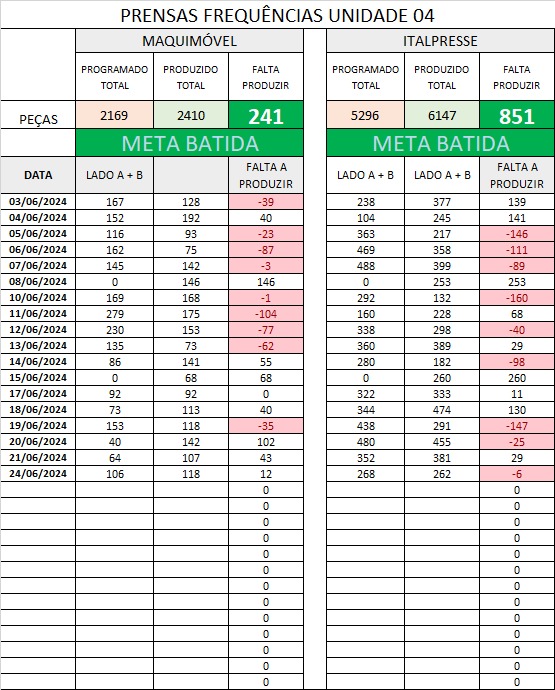 PRENSAS FREQUÊNCIAS UNIDADE 04
MAQUIMÓVEL ITALPRESSE
PROGRAMADO TOTAL PRODUZIDO TOTAL FALTA PRODUZIR PROGRAMADO TOTAL PRODUZIDO TOTAL FALTA PRODUZIR
PEÇAS 2169 2410 241 5296 6147 851
META BATIDA META BATIDA
DATA LADO A + B FALTA A PRODUZIR LADO A + B LADO A + B FALTA A PRODUZIR
03/06/2024 167 128 -39 238 377 139
04/06/2024 152 192 40 104 245 141
05/06/2024 116 93 -23 363 217 -146
06/06/2024 162 75 -87 469 358 -111
07/06/2024 145 142 -3 488 399 -89
08/06/2024 0 146 146 0 253 253
10/06/2024 169 168 -1 292 132 -160
11/06/2024 279 175 -104 160 228 68
12/06/2024 230 153 -77 338 298 -40
13/06/2024 135 73 -62 360 389 29
14/06/2024 86 141 55 280 182 -98
15/06/2024 0 68 68 0 260 260
17/06/2024 92 92 0 322 333 11
18/06/2024 73 113 40 344 474 130
19/06/2024 153 118 -35 438 291 -147
20/06/2024 40 142 102 480 455 -25
21/06/2024 64 107 43 352 381 29
24/06/2024 106 118 12 268 262 -6
0 0
0 0
0 0
0 0
0 0
0 0
0 0
0 0
0 0
0 0
0 0
0 0
0 0